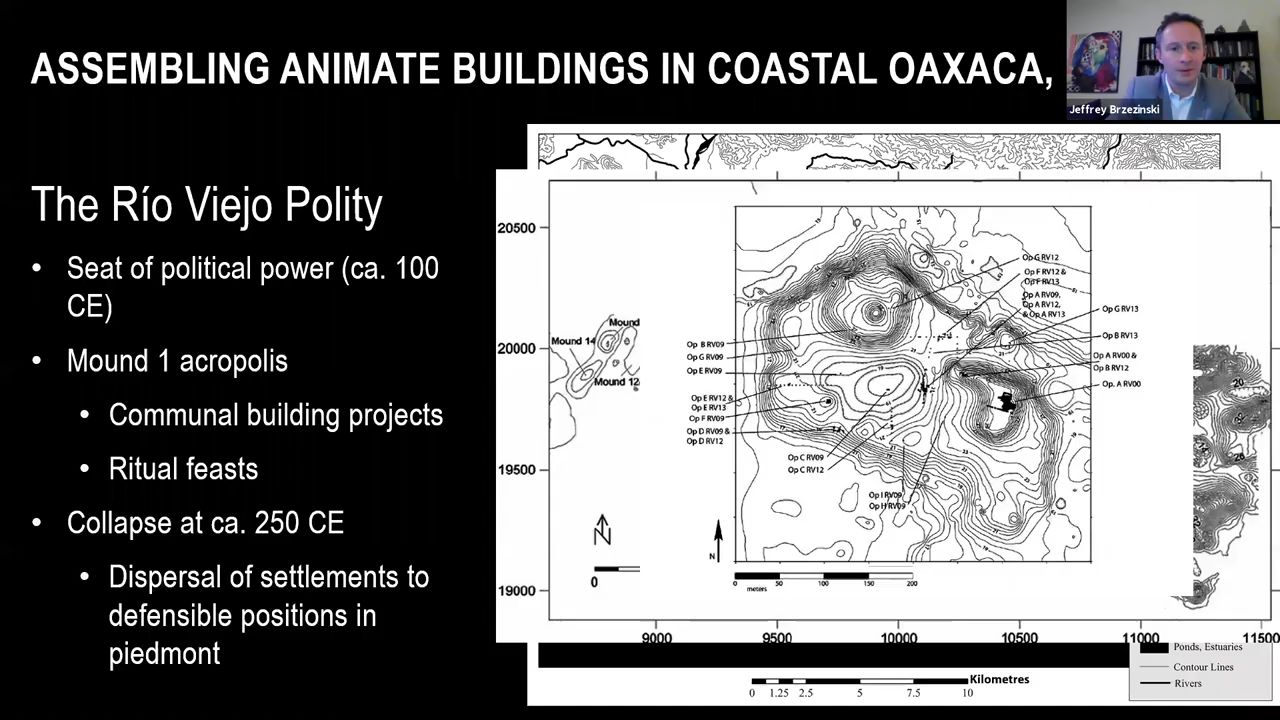 ASSEMBLING ANIMATE BUILDINGS IN COASTAL OAXACA,
Jeffrey Brzezinski
The Río Viejo Polity
• Seat of political power (ca. 100
CE)
• Mound 1 acropolis
• Communal building projects
• Ritual feasts
• Collapse at ca. 250 CE
• Dispersal of settlements to
defensible positions in
piedmont
20500
20000
19500
19000
9000
9500
10000
10500
11000
11500
Mound
Mound 14
Mound 12
N
0
Op B RV09
Op G RV09
Op E RV09
Op E RV12 &
Op E RV13
Op F RV09
Op D RV09 &
Op D RV12
Op C RV09
Op C RV12
Op I RV09
Op H RV09
Op G RV12
Op F RV12 &
Op F RV13
Op A RV09,
Op A RV12,
& Op A RV13
Op G RV13
Op B RV13
Op A RV00 &
Op B RV12
Op. A RV00
N
0 50 100 150 200
meters
20
Ponds, Estuaries
Contour Lines
Rivers
Kilometres
0 1.25 2.5 5 7.5 10